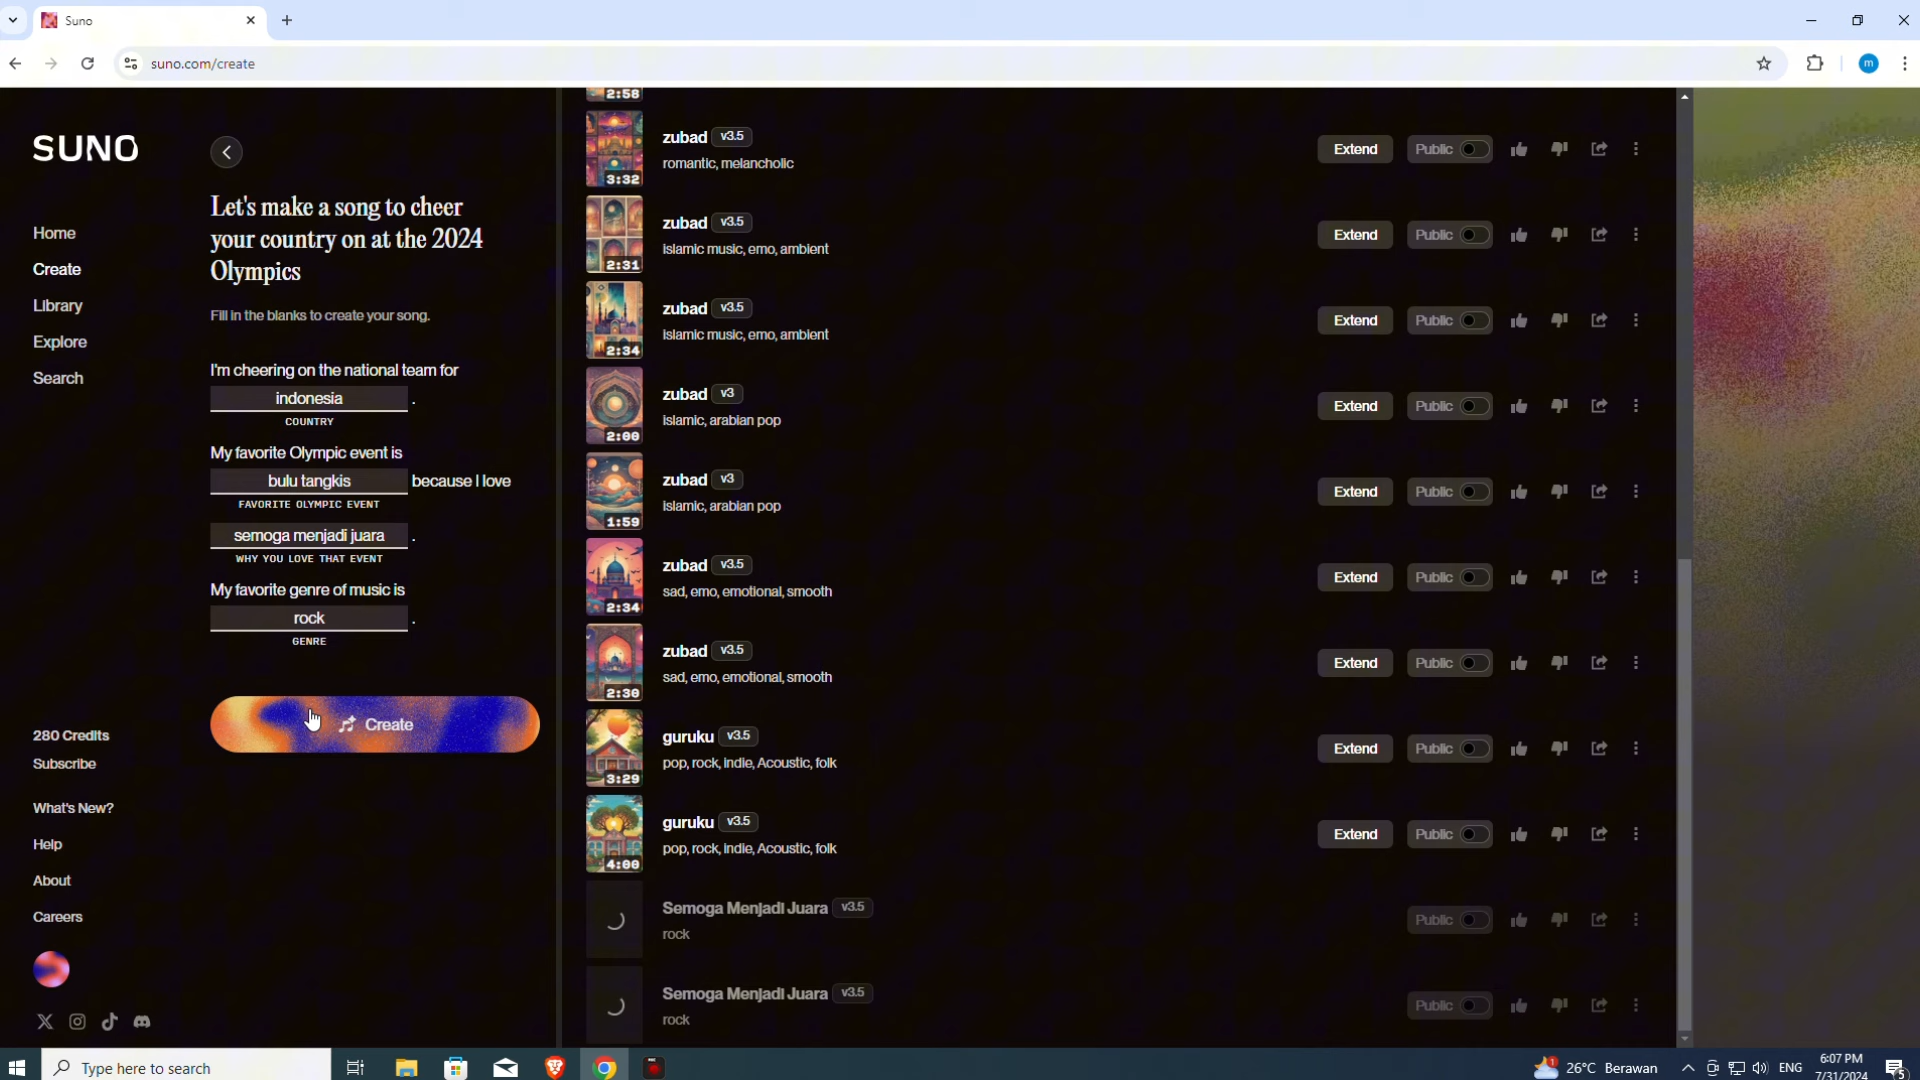 Suno
suno.com/create
m
SUNO
Home
Create
Library
Explore
Search
280 Credits
Subscribe
What's New?
Help
About
Careers
Let's make a song to cheer
your country on at the 2024
Olympics
Fill in the blanks to create your song.
I'm cheering on the national team for
indonesia .
COUNTRY
My favorite Olympic event is
bulu tangkis because I love
FAVORITE OLYMPIC EVENT
semoga menjadi juara .
WHY YOU LOVE THAT EVENT
My favorite genre of music is
rock .
GENRE
Create
2:58
zubad v3.5
romantic, melancholic
3:32
Extend Public
zubad v3.5
islamic music, emo, ambient
2:31
Extend Public
zubad v3.5
islamic music, emo, ambient
2:34
Extend Public
zubad v3
islamic, arabian pop
2:00
Extend Public
zubad v3
islamic, arabian pop
1:59
Extend Public
zubad v3.5
sad, emo, emotional, smooth
2:34
Extend Public
zubad v3.5
sad, emo, emotional, smooth
2:30
Extend Public
guruku v3.5
pop, rock, indie, Acoustic, folk
3:29
Extend Public
guruku v3.5
pop, rock, indie, Acoustic, folk
4:00
Extend Public
Semoga Menjadi Juara v3.5
rock
Public
Semoga Menjadi Juara v3.5
rock
Public
Type here to search
26°C Berawan
ENG
6:07 PM
7/31/2024
5